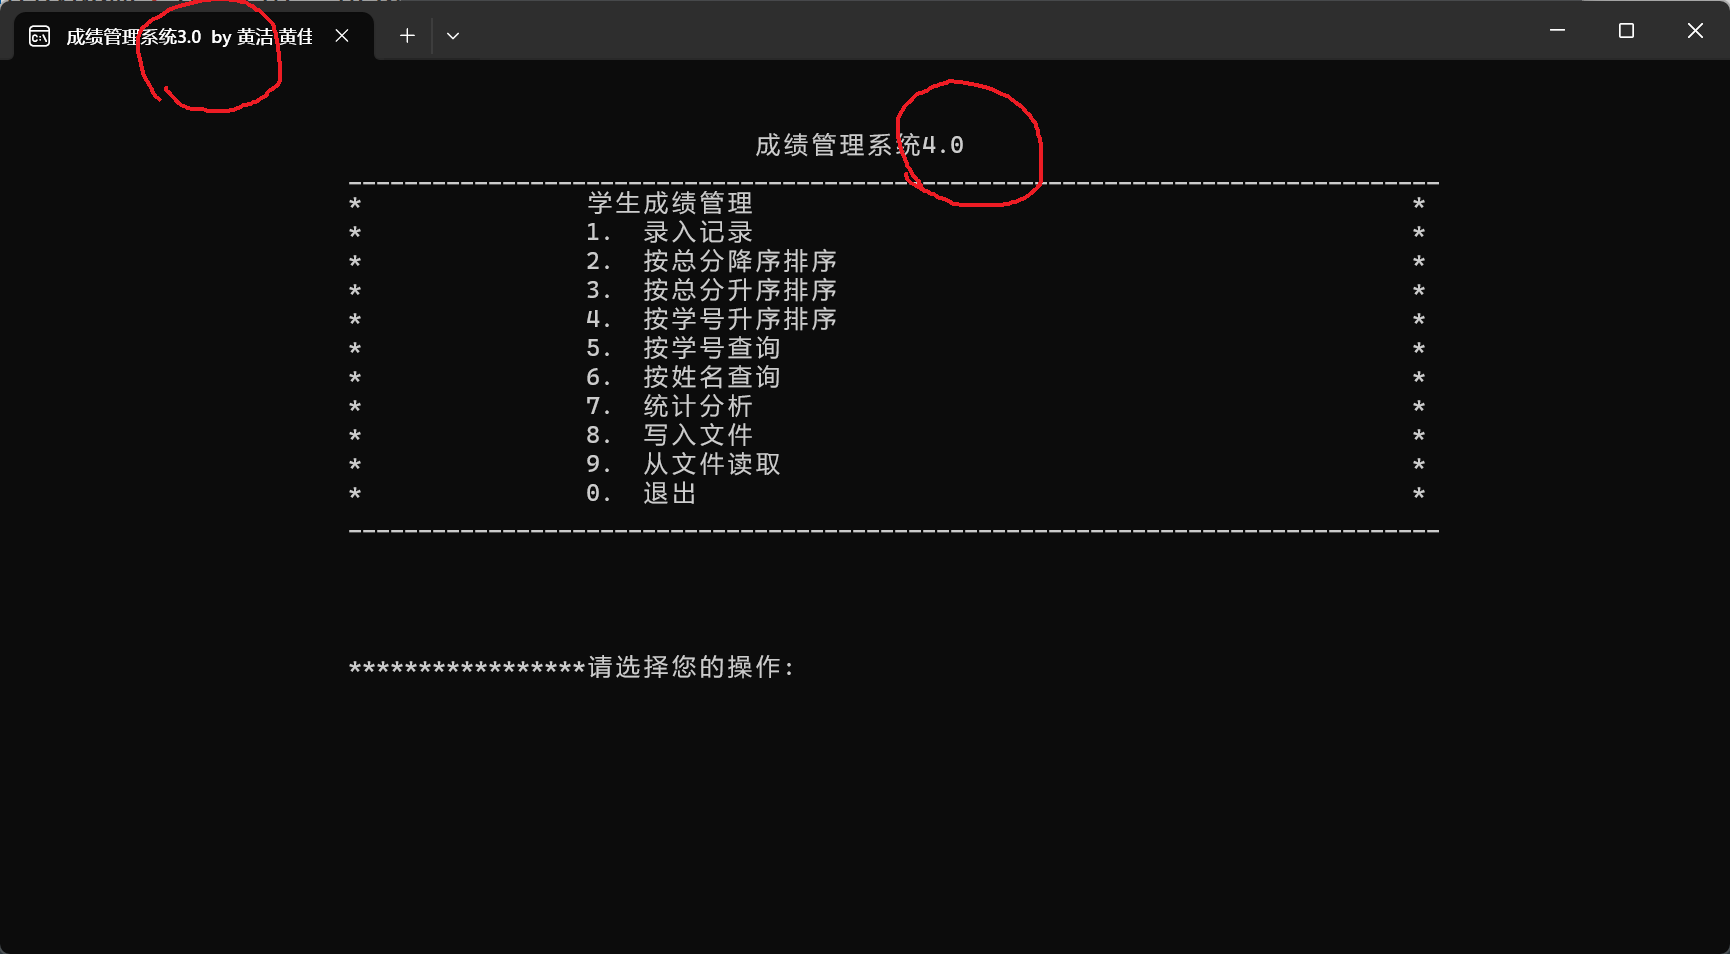 成绩管理系统3.0 by 黄洁 黄佳
成绩管理系统4.0
------------------------------------------------------------------------------
* 学生成绩管理 *
* 1. 录入记录 *
* 2. 按总分降序排序 *
* 3. 按总分升序排序 *
* 4. 按学号升序排序 *
* 5. 按学号查询 *
* 6. 按姓名查询 *
* 7. 统计分析 *
* 8. 写入文件 *
* 9. 从文件读取 *
* 0. 退出 *
------------------------------------------------------------------------------
*****************请选择您的操作: